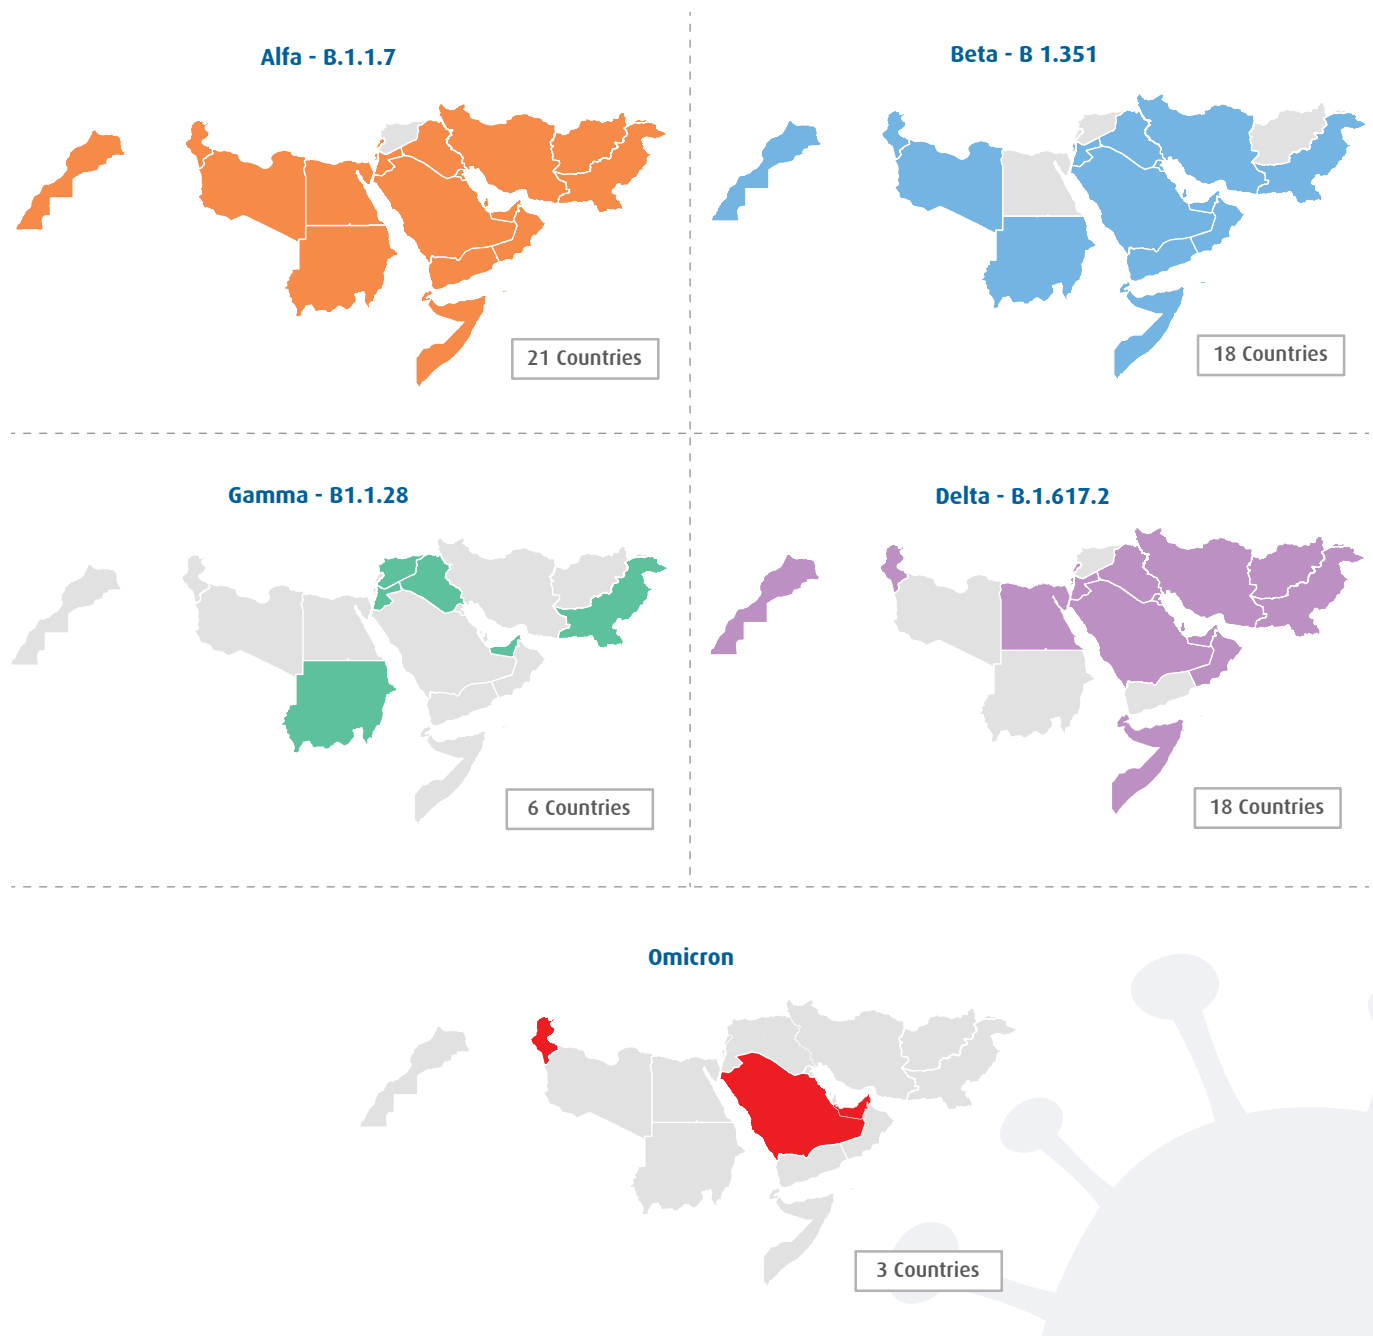 Alfa - B.1.1.7
Beta - B 1.351
21 Countries
18 Countries
Gamma - B1.1.28
Delta - B.1.617.2
6 Countries
18 Countries
Omicron
3 Countries